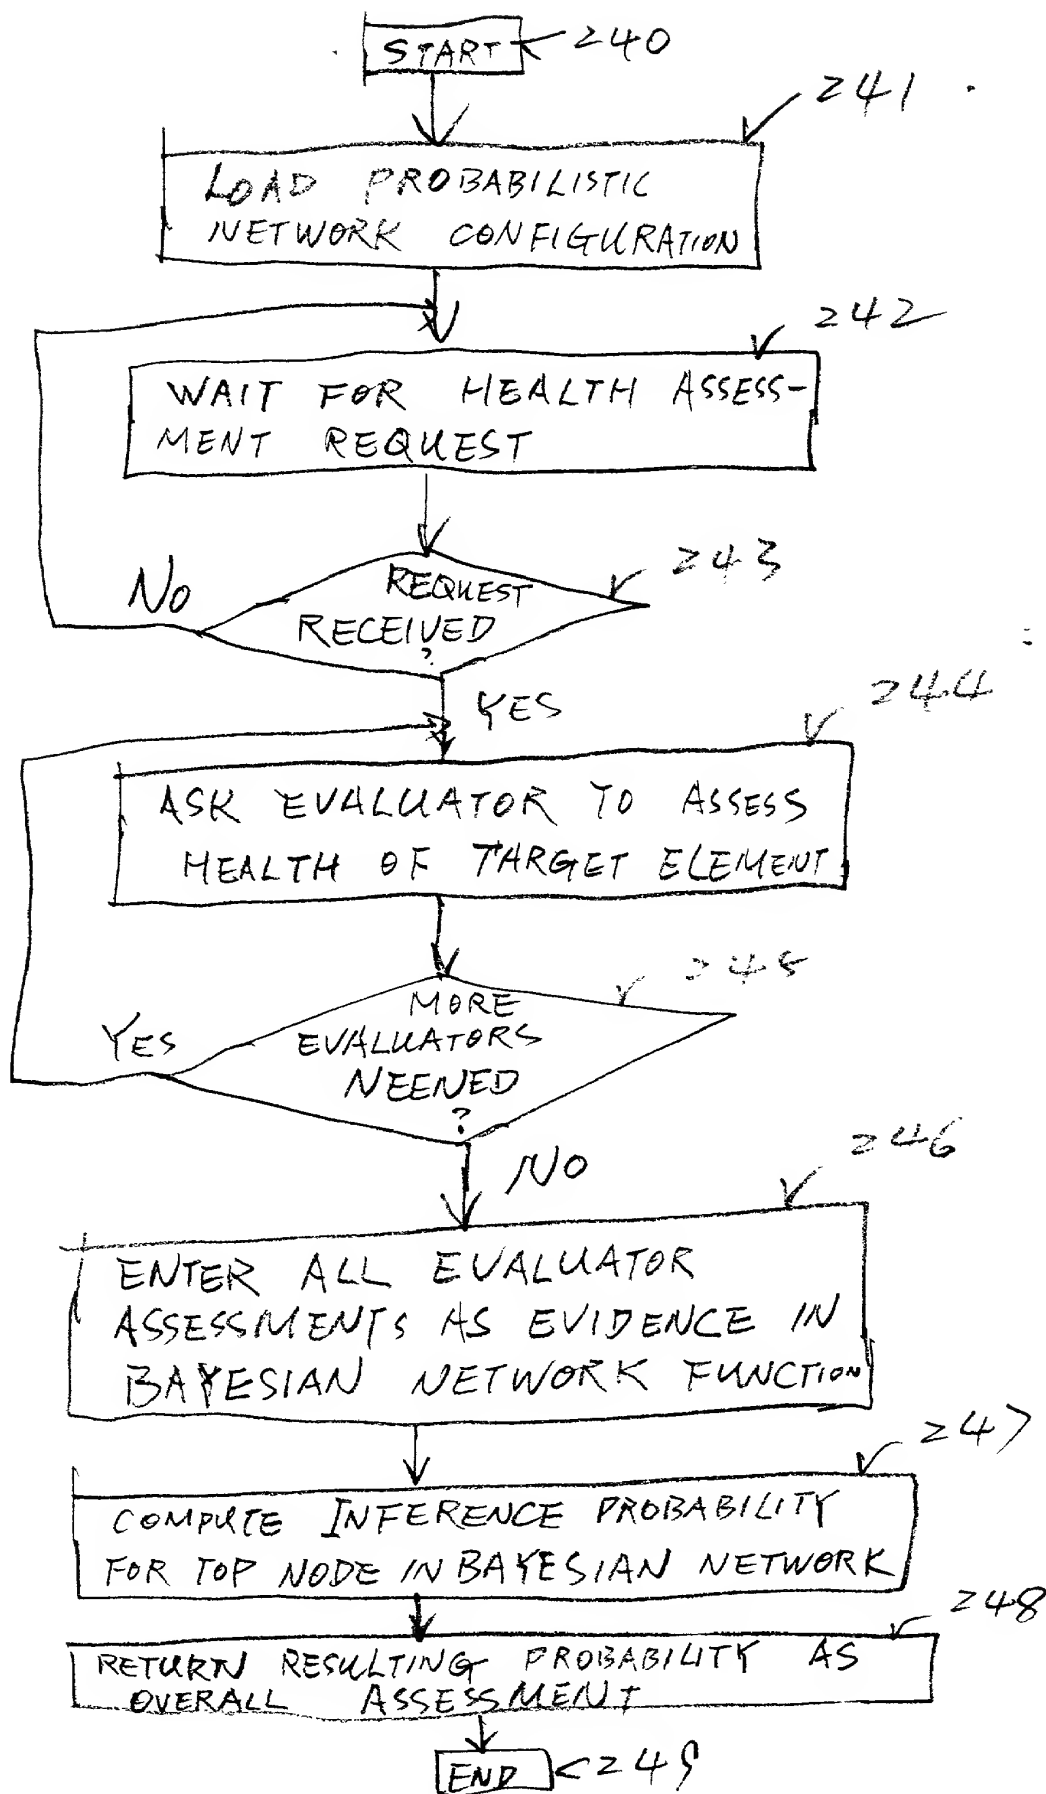 START 240
241
LOAD PROBABILISTIC
NETWORK CONFIGURATION
242
WAIT FOR HEALTH ASSESS-
MENT REQUEST
243
NO
REQUEST
RECEIVED
?
YES
244
ASK EVALUATOR TO ASSESS
HEALTH OF TARGET ELEMENT
245
YES
MORE
EVALUATORS
NEENED
?
NO
246
ENTER ALL EVALUATOR
ASSESSMENTS AS EVIDENCE IN
BAYESIAN NETWORK FUNCTION
247
COMPUTE INFERENCE PROBABILITY
FOR TOP NODE IN BAYESIAN NETWORK
248
RETURN RESULTING PROBABILITY AS
OVERALL ASSESSMENT
END 249